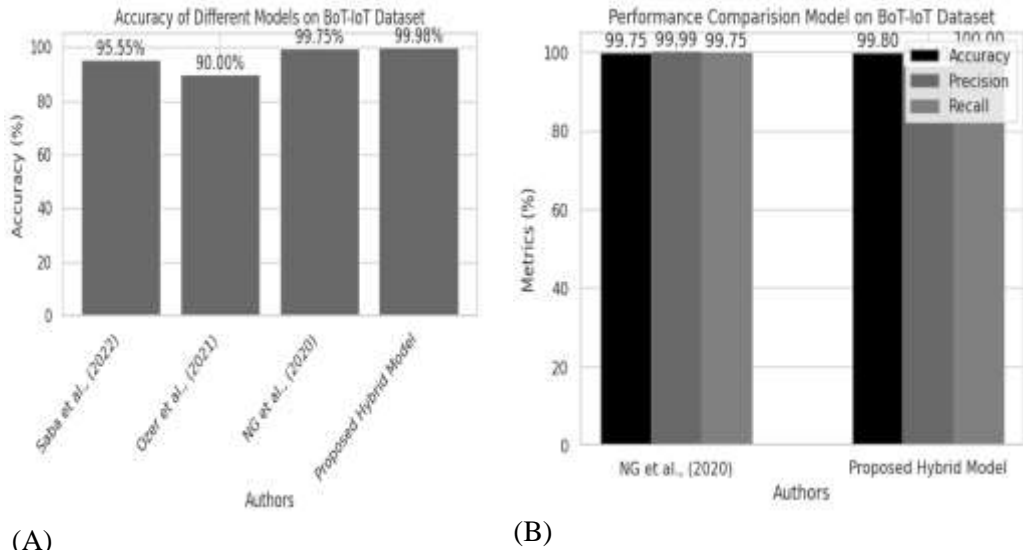 Accuracy of Different Models on BoT-IoT Dataset
95.55%
90.00%
99.75%
99.98%
100
80
60
40
20
0
Accuracy (%)
Saba et al., (2022)
Ozer et al., (2021)
NG et al., (2020)
Proposed Hybrid Model
Authors
(A)
Performance Comparision Model on BoT-IoT Dataset
99.75 99.99 99.75
99.80
100.00
Accuracy
Precision
Recall
100
80
60
40
20
0
Metrics (%)
NG et al., (2020)
Proposed Hybrid Model
Authors
(B)